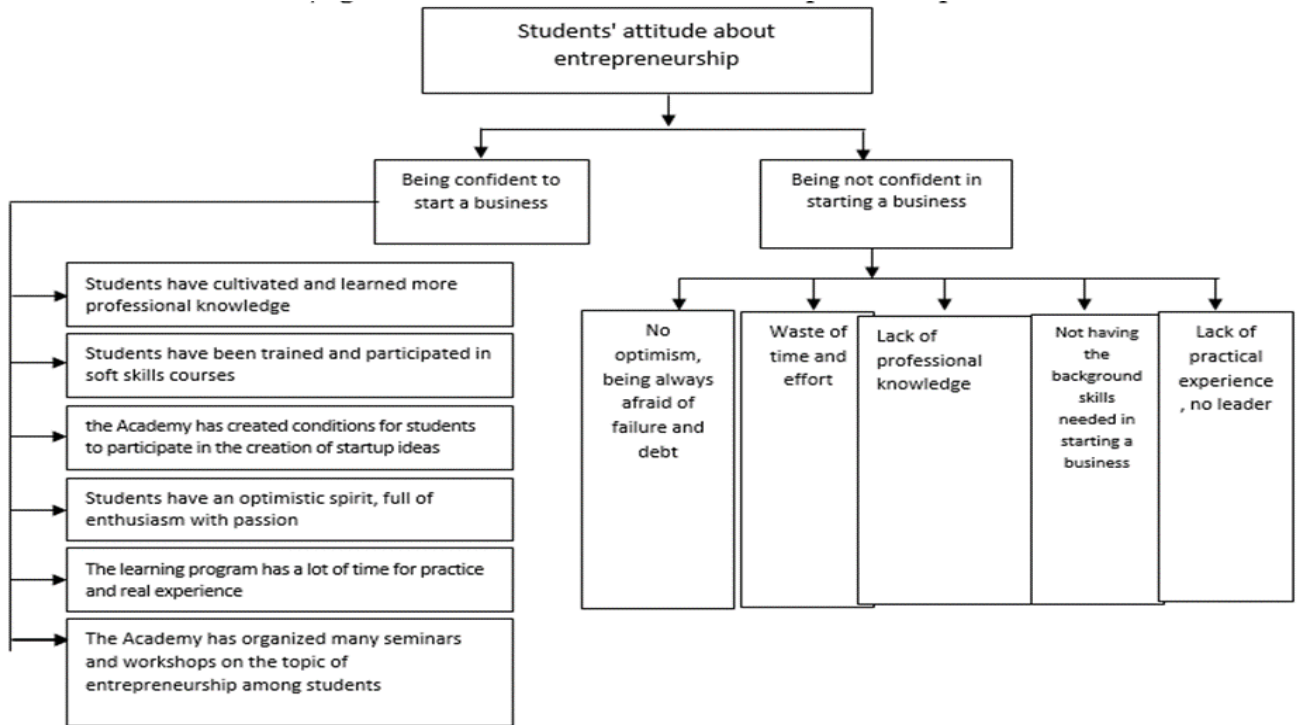 Students' attitude about
entrepreneurship
Being confident to
start a business
Being not confident in
starting a business
Students have cultivated and learned more
professional knowledge
Students have been trained and participated in
soft skills courses
the Academy has created conditions for students
to participate in the creation of startup ideas
Students have an optimistic spirit, full of
enthusiasm with passion
The learning program has a lot of time for practice
and real experience
The Academy has organized many seminars
and workshops on the topic of
entrepreneurship among students
No
optimism,
being always
afraid of
failure and
debt
Waste of
time and
effort
Lack of
professional
knowledge
Not having
the
background
skills
needed in
starting a
business
Lack of
practical
experience
, no leader